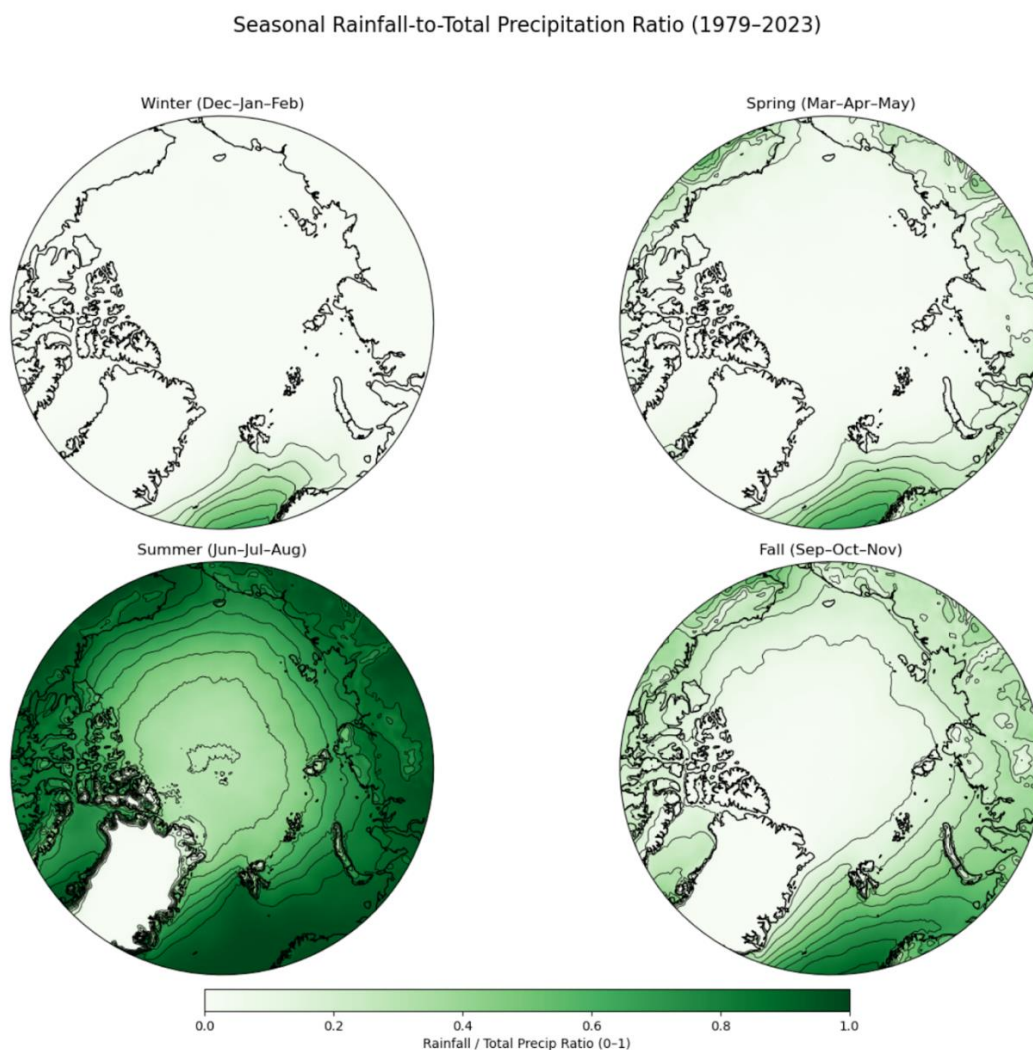 Seasonal Rainfall-to-Total Precipitation Ratio (1979–2023)
Winter (Dec–Jan–Feb)
Spring (Mar–Apr–May)
Summer (Jun–Jul–Aug)
Fall (Sep–Oct–Nov)
0.0 0.2 0.4 0.6 0.8 1.0
Rainfall / Total Precip Ratio (0–1)